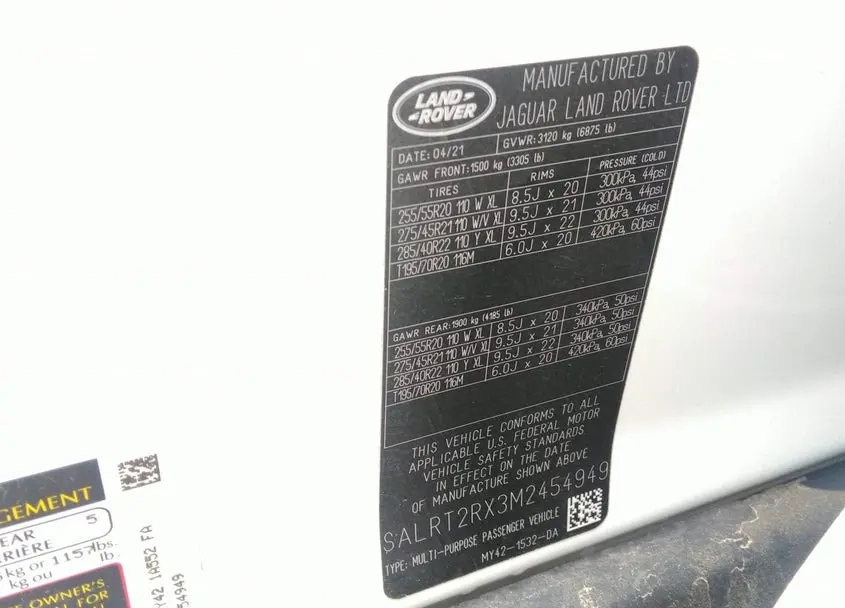 LAND-
-ROVER
MANUFACTURED BY
JAGUAR LAND ROVER LTD
DATE: 04/21
GVWR: 3120 kg (6875 lb)
GAWR FRONT: 1500 kg (3305 lb)
TIRES RIMS PRESSURE (COLD)
255/55R20 110 W XL 8.5J x 20 300kPa, 44psi
275/45R21 110 W/V XL 9.5J x 21 300kPa, 44psi
285/40R22 110 Y XL 9.5J x 22 300kPa, 44psi
T195/70R20 116M 6.0J x 20 420kPa, 60psi
GAWR REAR: 1900 kg (4185 lb)
255/55R20 110 W XL 8.5J x 20 340kPa, 50psi
275/45R21 110 W/V XL 9.5J x 21 340kPa, 50psi
285/40R22 110 Y XL 9.5J x 22 340kPa, 50psi
T195/70R20 116M 6.0J x 20 420kPa, 60psi
THIS VEHICLE CONFORMS TO ALL
APPLICABLE U.S. FEDERAL MOTOR
VEHICLE SAFETY STANDARDS
IN EFFECT ON THE DATE
OF MANUFACTURE SHOWN ABOVE
SALRT2RX3M2454949
TYPE: MULTI-PURPOSE PASSENGER VEHICLE
MY42-1532-DA
GEMENT
EAR 5
RIÈRE
kg or 1157lbs.
kg ou lb.
OWNER'S
FOR
MY42 1A552 FA
54949